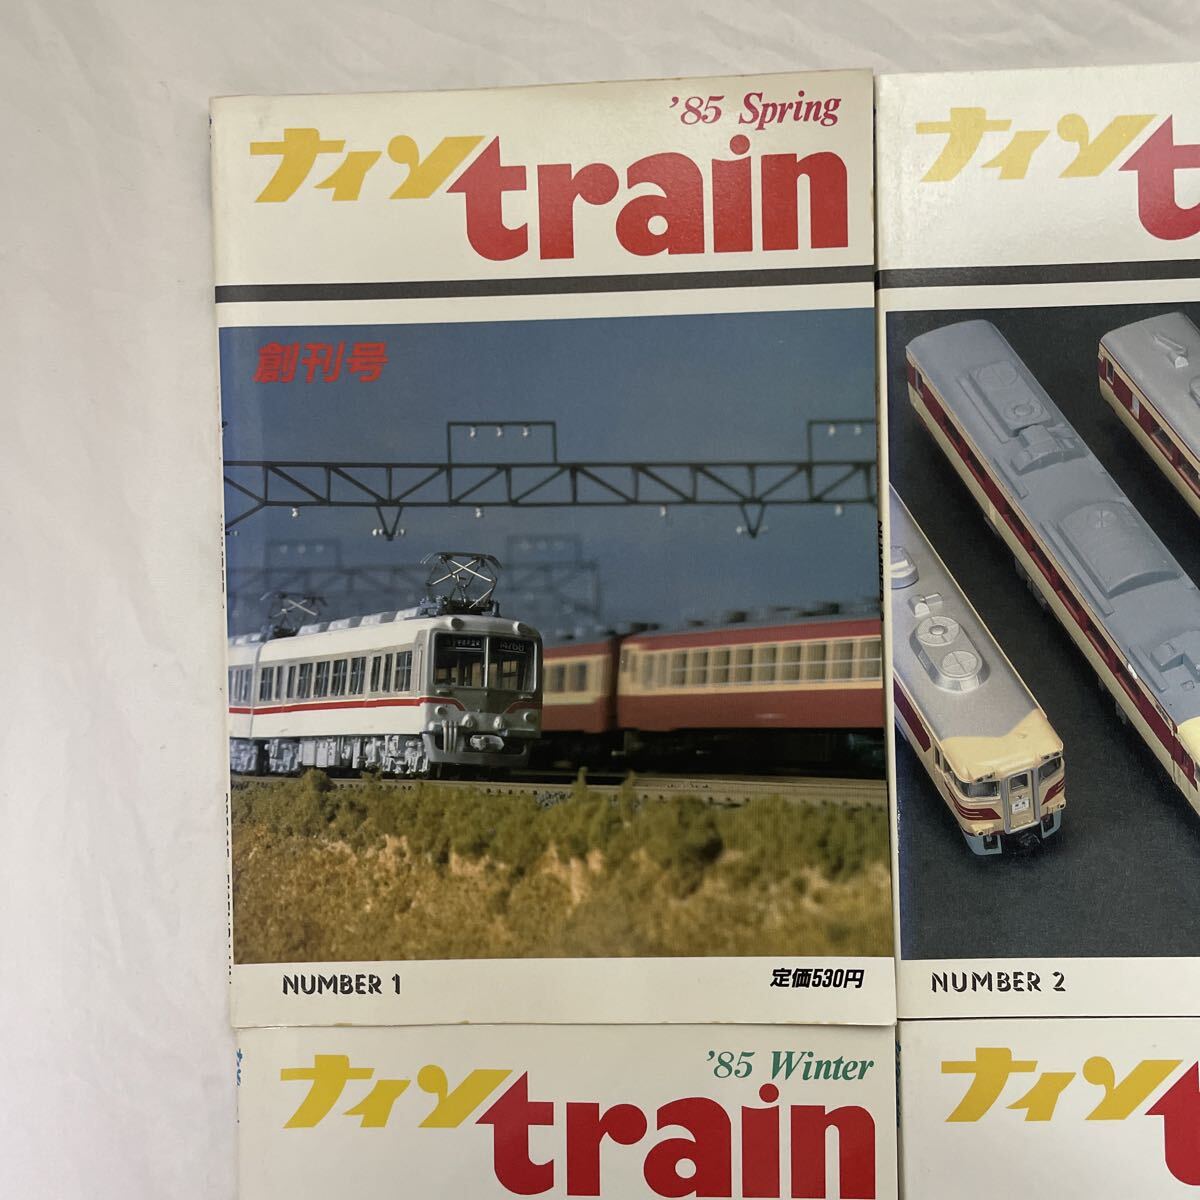 '85 Spring
ナインtrain
創刊号
NUMBER 1
定価530円
ナインt
NUMBER 2
'85 Winter
ナインtrain
ナインt